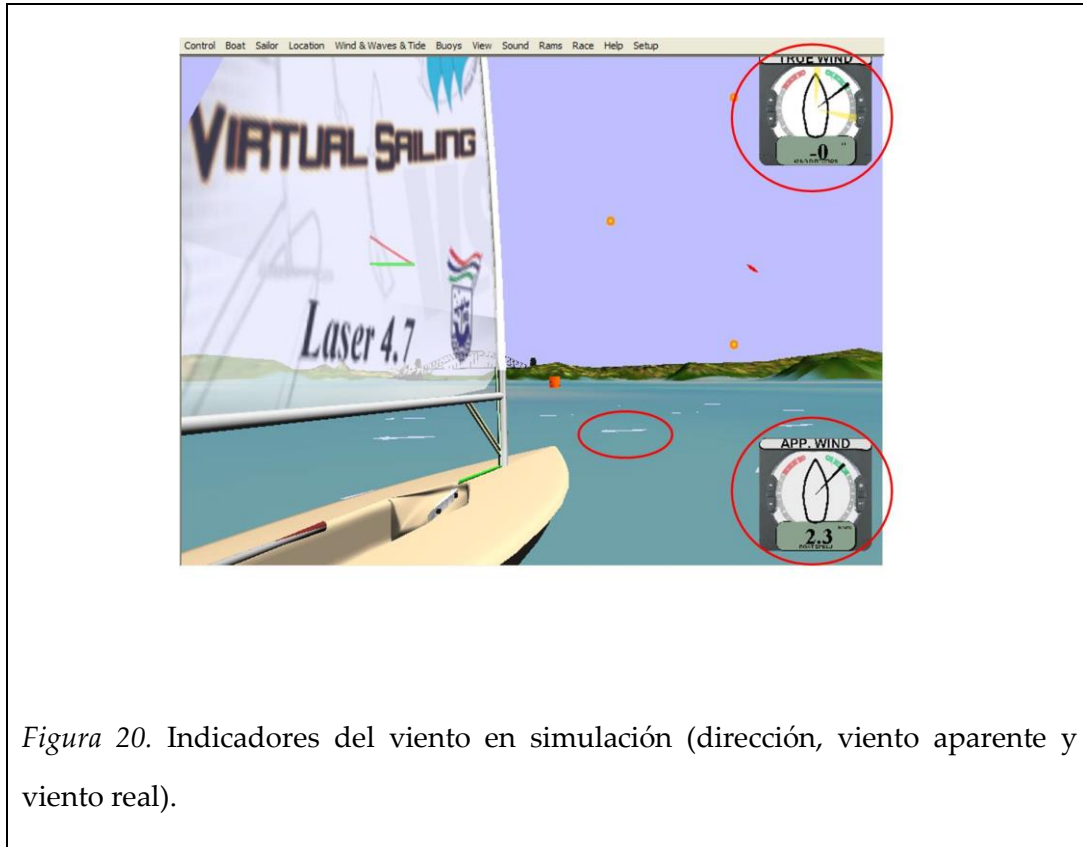 Control Boat Sailor Location Wind & Waves & Tide Buoys View Sound Rams Race Help Setup
TRUE WIND
VIRTUAL SAILING
-0
Laser 4.7
APP. WIND
2.3
BOAT SPEED
Figura 20. Indicadores del viento en simulación (dirección, viento aparente y
viento real).